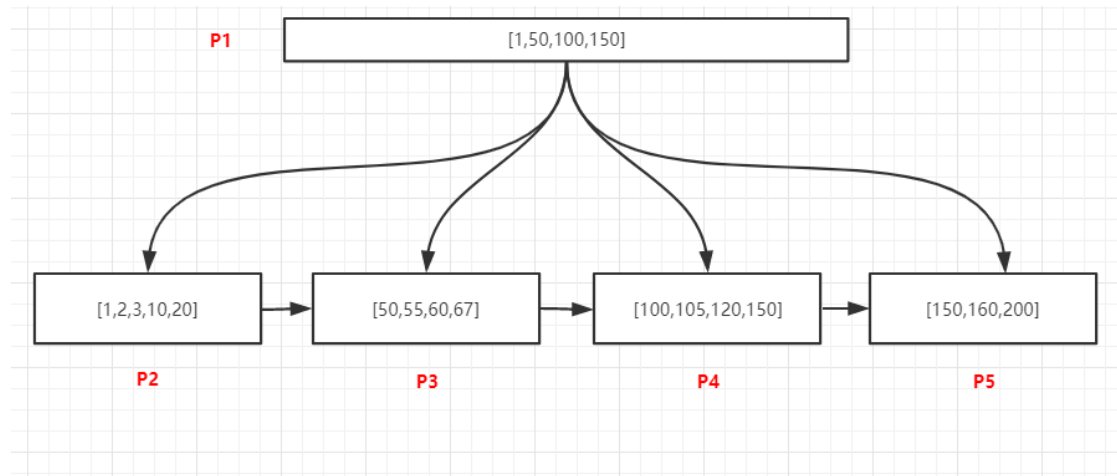 P1
[1,50,100,150]
[1,2,3,10,20]
[50,55,60,67]
[100,105,120,150]
[150,160,200]
P2
P3
P4
P5